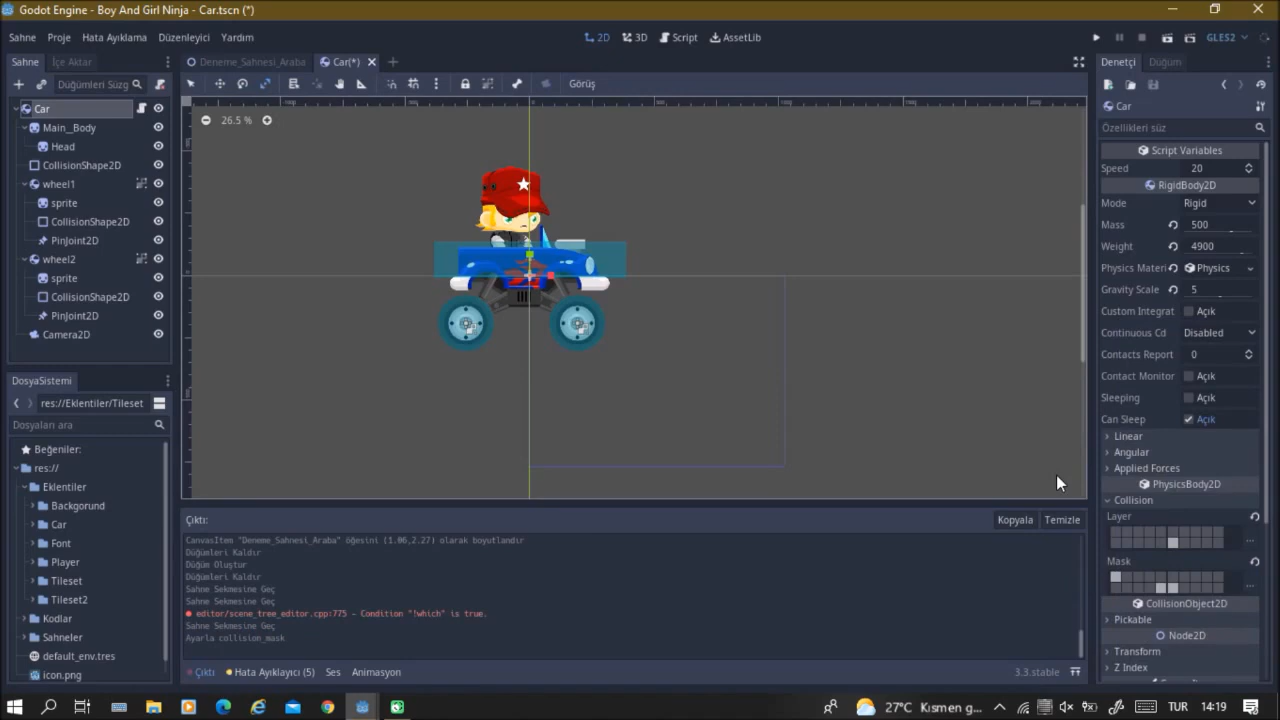 Godot Engine - Boy And Girl Ninja - Car.tscn (*)
Sahne Proje Hata Ayıklama Düzenleyici Yardım
2D 3D Script AssetLib
GLES2
Sahne İçe Aktar
Deneme_Sahnesi_Araba Car(*)
Denetçi Düğüm
Düğümleri Süzg
Görüş
Car
Main_Body
Head
CollisionShape2D
wheel1
sprite
CollisionShape2D
PinJoint2D
wheel2
sprite
CollisionShape2D
PinJoint2D
Camera2D
26.5 %
Car
Özellikleri süz
Script Variables
Speed 20
RigidBody2D
Mode Rigid
Mass 500
Weight 4900
Physics Materi Physics
Gravity Scale 5
Custom Integrat Açık
Continuous Cd Disabled
Contacts Report 0
Contact Monitor Açık
Sleeping Açık
Can Sleep Açık
Linear
Angular
Applied Forces
PhysicsBody2D
Collision
Layer
Mask
CollisionObject2D
Pickable
Node2D
Transform
Z Index
DosyaSistemi
res://Eklentiler/Tileset
Dosyaları ara
Beğeniler:
res://
Eklentiler
Backgorund
Car
Font
Player
Tileset
Tileset2
Kodlar
Sahneler
default_env.tres
icon.png
Çıktı:
Kopyala Temizle
CanvasItem "Deneme_Sahnesi_Araba" öğesini (1.06,2.27) olarak boyutlandır
Düğümleri Kaldır
Düğüm Oluştur
Düğümleri Kaldır
Sahne Sekmesine Geç
Sahne Sekmesine Geç
editor/scene_tree_editor.cpp:775 - Condition "!which" is true.
Sahne Sekmesine Geç
Ayarla collision_mask
Çıktı Hata Ayıklayıcı (5) Ses Animasyon
3.3.stable
27°C Kısmen g... TUR 14:19